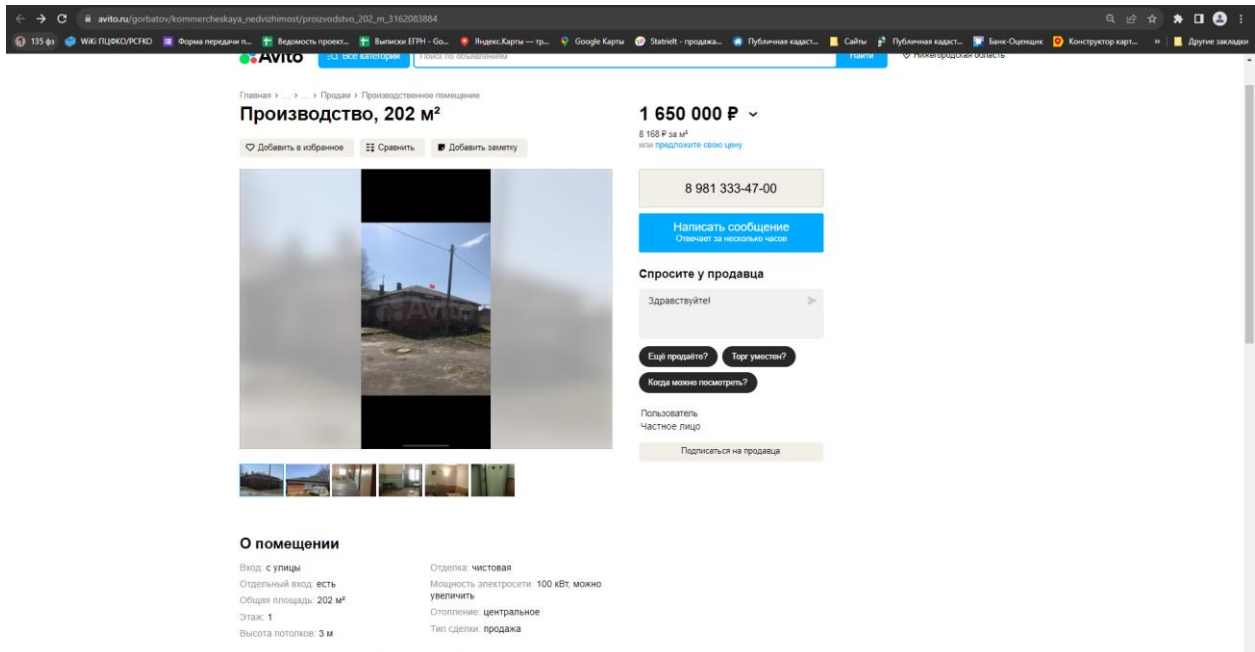 avito.ru/gorbatov/kommercheskaya_nedvizhimost/proizvodstvo_202_m_3162083884
135 фз WiKi ПЦФКО/PCFKO Форма передачи п... Ведомость проект... Выписки ЕГРН - Go... Яндекс.Карты — тр... Google Карты Statrielt - продажа... Публичная кадаст... Сайты Публичная кадаст... Банк-Оценщик Конструктор карт... » Другие закладки
Avito Все категории Поиск по объявлениям Найти Нижегородская область
Главная › ... › ... › Продам › Производственное помещение
Производство, 202 м²
1 650 000 ₽
8 168 ₽ за м²
или предложите свою цену
Добавить в избранное Сравнить Добавить заметку
8 981 333-47-00
Написать сообщение
Отвечает за несколько часов
Спросите у продавца
Здравствуйте!
Avito
Ещё продаёте? Торг уместен?
Когда можно посмотреть?
Пользователь
Частное лицо
Подписаться на продавца
О помещении
Вход: с улицы
Отдельный вход: есть
Общая площадь: 202 м²
Этаж: 1
Высота потолков: 3 м
Отделка: чистовая
Мощность электросети: 100 кВт, можно
увеличить
Отопление: центральное
Тип сделки: продажа